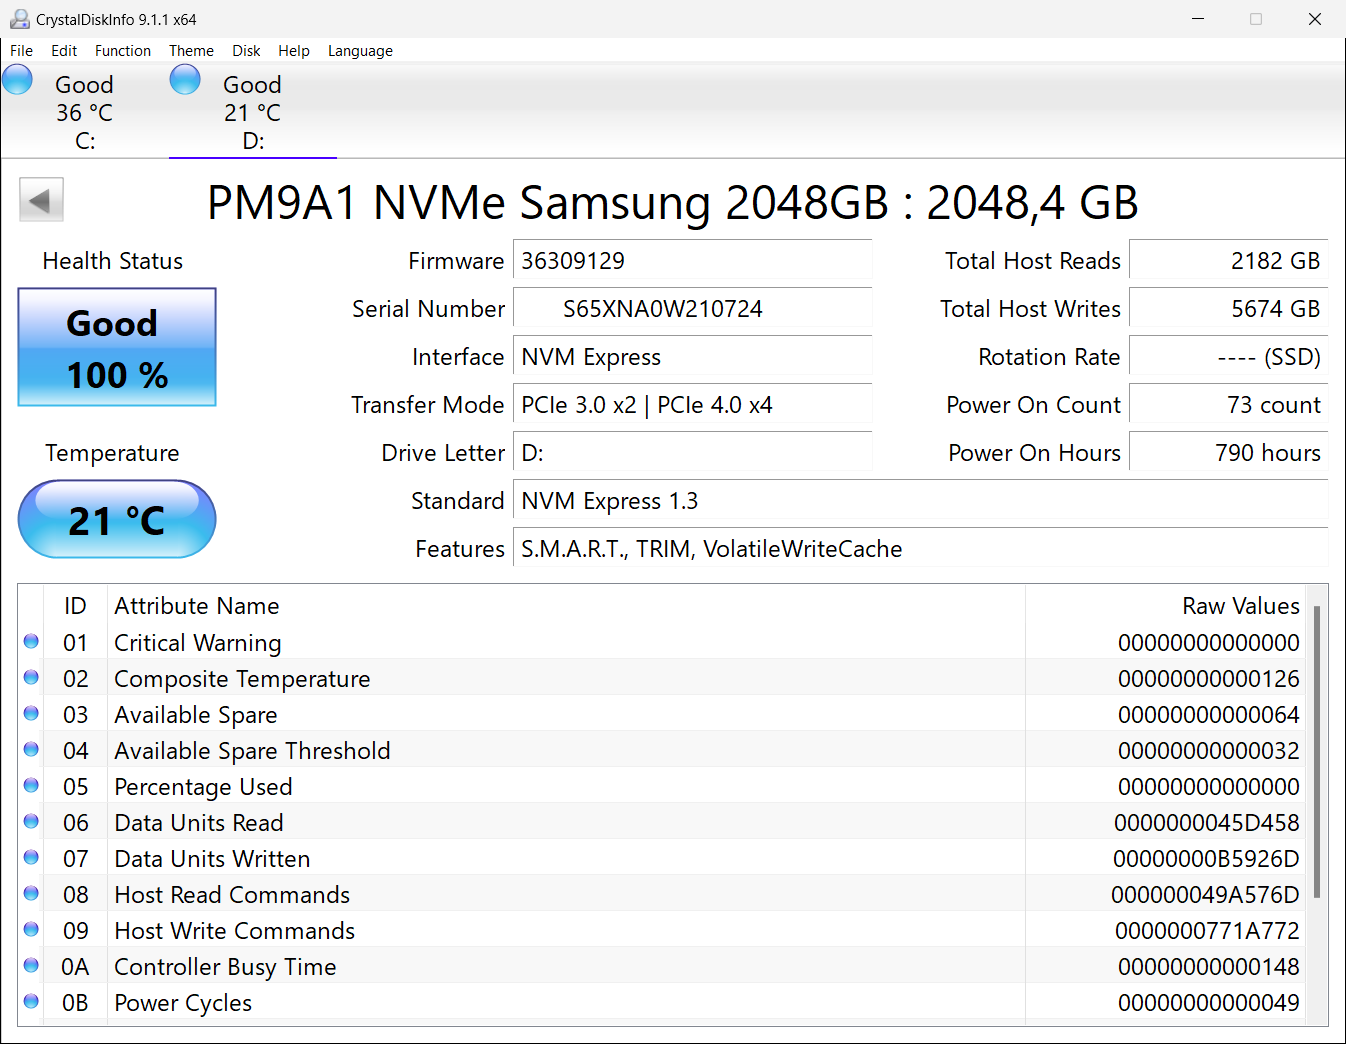 CrystalDiskInfo 9.1.1 x64
File Edit Function Theme Disk Help Language
Good Good
36 °C 21 °C
C: D:
PM9A1 NVMe Samsung 2048GB : 2048,4 GB
Health Status
Good
100 %
Temperature
21 °C
Firmware 36309129
Serial Number S65XNA0W210724
Interface NVM Express
Transfer Mode PCIe 3.0 x2 | PCIe 4.0 x4
Drive Letter D:
Standard NVM Express 1.3
Features S.M.A.R.T., TRIM, VolatileWriteCache
Total Host Reads 2182 GB
Total Host Writes 5674 GB
Rotation Rate ---- (SSD)
Power On Count 73 count
Power On Hours 790 hours
ID Attribute Name Raw Values
01 Critical Warning 00000000000000
02 Composite Temperature 00000000000126
03 Available Spare 00000000000064
04 Available Spare Threshold 00000000000032
05 Percentage Used 00000000000000
06 Data Units Read 0000000045D458
07 Data Units Written 00000000B5926D
08 Host Read Commands 000000049A576D
09 Host Write Commands 0000000771A772
0A Controller Busy Time 00000000000148
0B Power Cycles 00000000000049